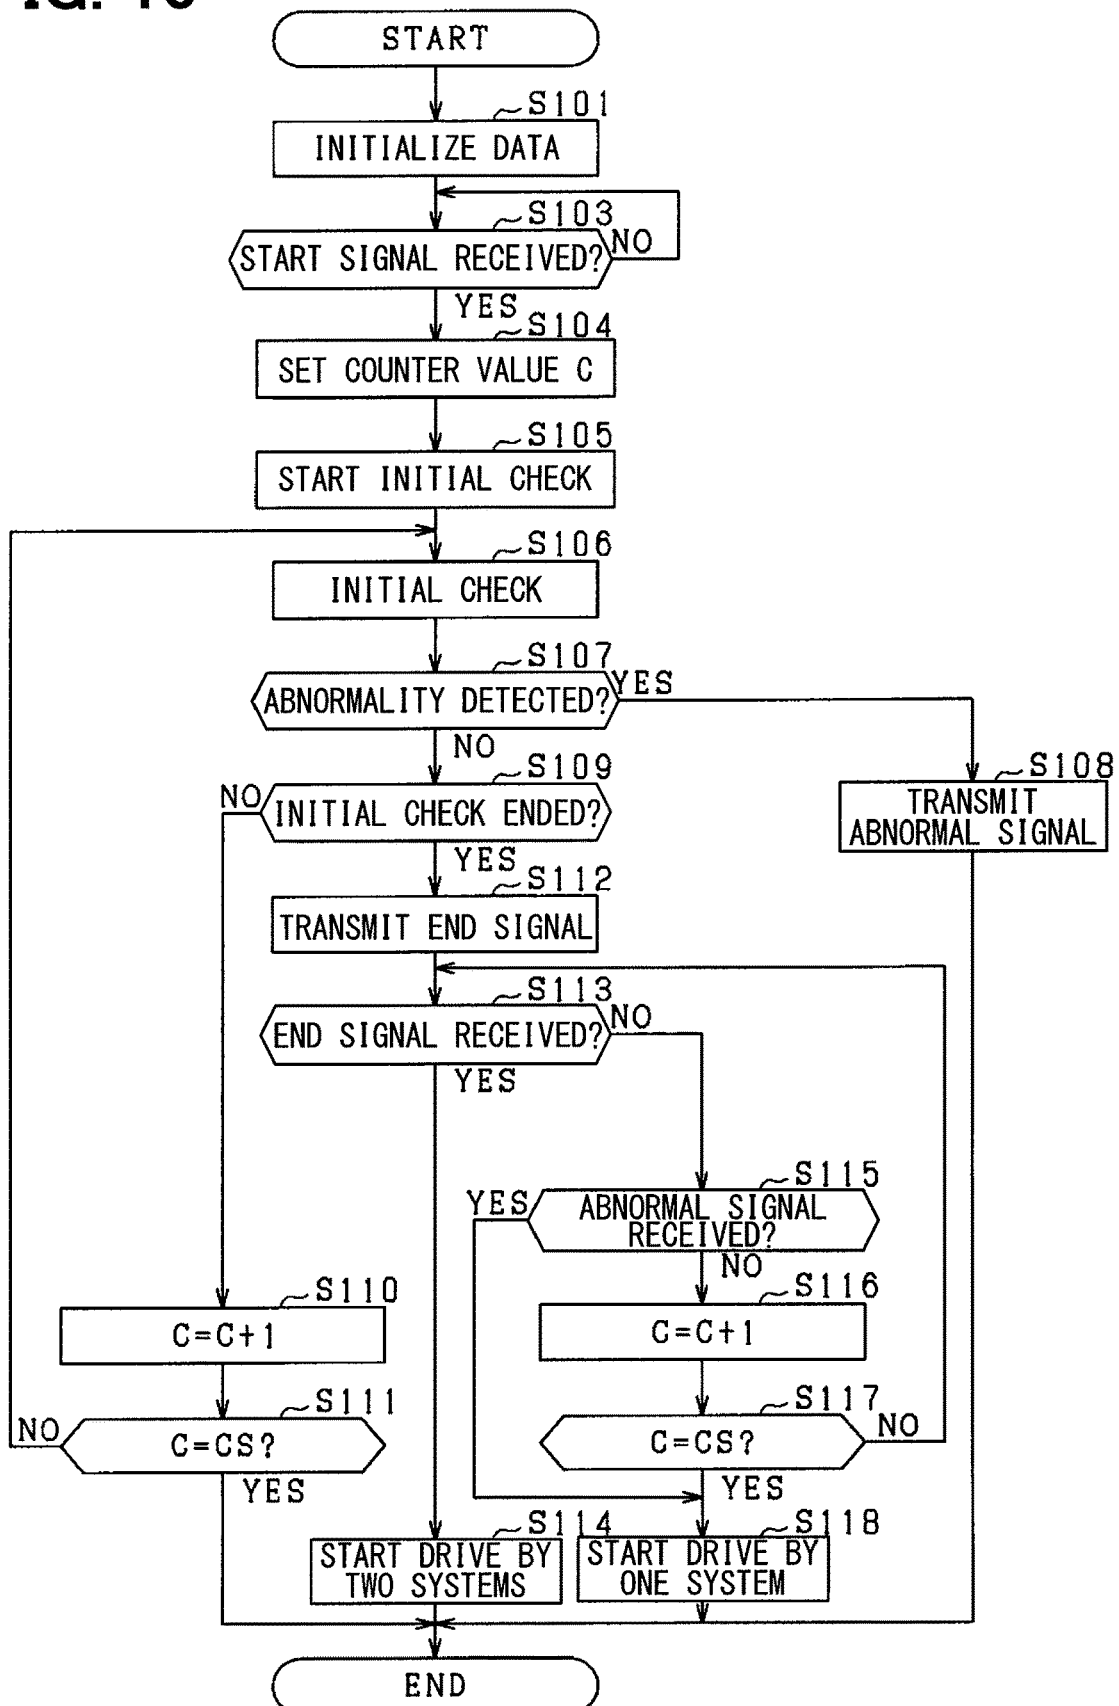 START
S101
INITIALIZE DATA
S103
START SIGNAL RECEIVED?
NO
YES
S104
SET COUNTER VALUE C
S105
START INITIAL CHECK
S106
INITIAL CHECK
S107
ABNORMALITY DETECTED?
YES
NO
S108
TRANSMIT
ABNORMAL SIGNAL
S109
NO
INITIAL CHECK ENDED?
YES
S112
TRANSMIT END SIGNAL
S113
END SIGNAL RECEIVED?
NO
YES
S115
YES
ABNORMAL SIGNAL
RECEIVED?
NO
S110
C=C+1
S116
C=C+1
S111
NO
C=CS?
YES
S117
C=CS?
NO
YES
S114
START DRIVE BY
TWO SYSTEMS
S118
START DRIVE BY
ONE SYSTEM
END